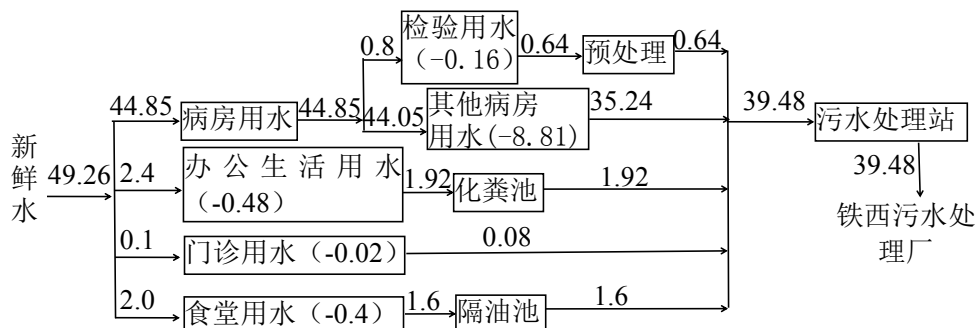 新
鲜
水
49.26
44.85
病房用水
44.85
0.8
检验用水
(-0.16)
0.64
预处理
0.64
44.05
其他病房
用水(-8.81)
35.24
2.4
办公生活用水
(-0.48)
1.92
化粪池
1.92
0.1
门诊用水（-0.02）
0.08
2.0
食堂用水（-0.4）
1.6
隔油池
1.6
39.48
污水处理站
39.48
铁西污水处
理厂